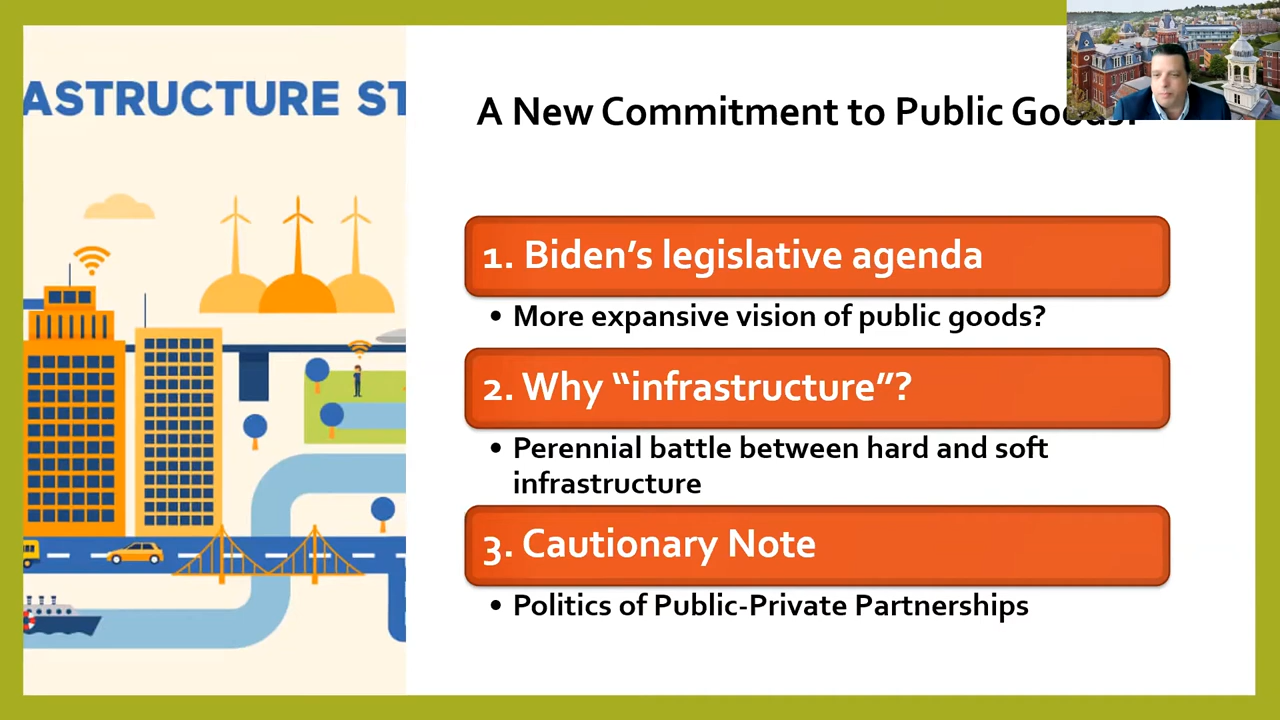 ASTRUCTURE ST
A New Commitment to Public Goods?
1. Biden’s legislative agenda
• More expansive vision of public goods?
2. Why “infrastructure”?
• Perennial battle between hard and soft
infrastructure
3. Cautionary Note
• Politics of Public-Private Partnerships